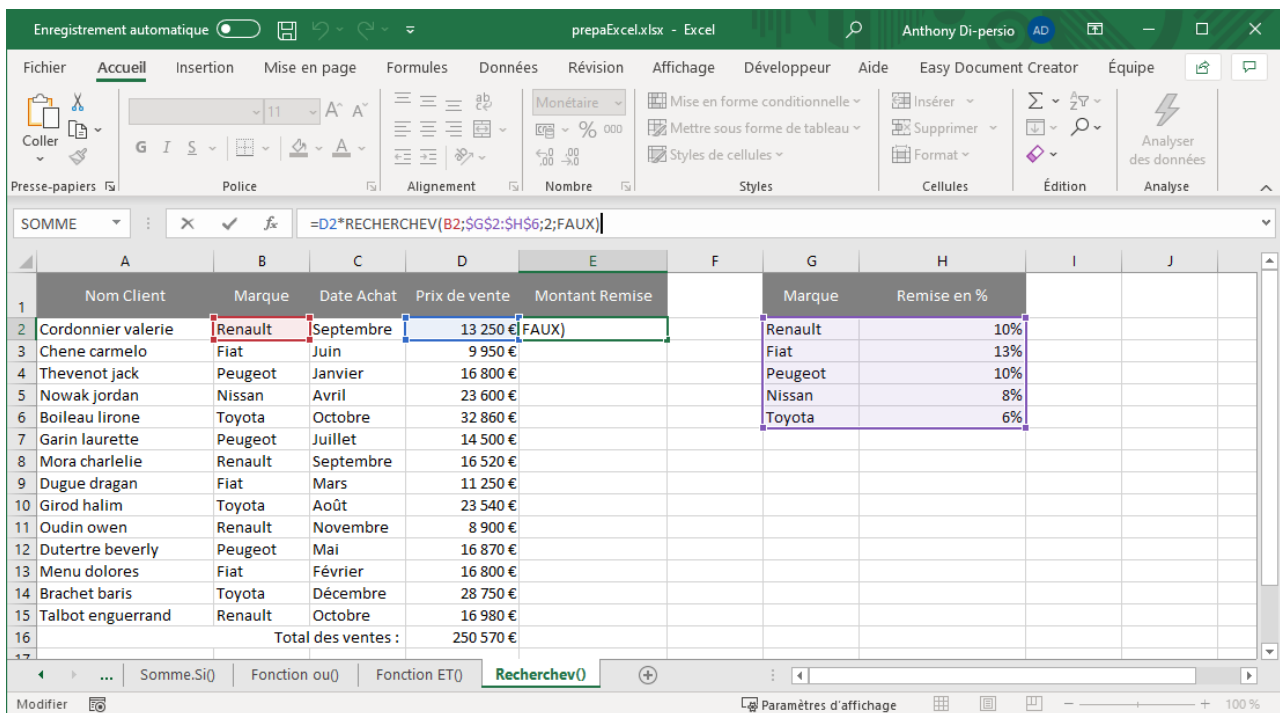 Enregistrement automatique prepaExcel.xlsx - Excel Anthony Di-persio AD
Fichier Accueil Insertion Mise en page Formules Données Révision Affichage Développeur Aide Easy Document Creator Équipe
Coller
11 A^ A˅
G I S A
ab
Monétaire
% 000
Mise en forme conditionnelle
Mettre sous forme de tableau
Styles de cellules
Insérer
Supprimer
Format
Σ
Analyser
des données
Presse-papiers Police Alignement Nombre Styles Cellules Édition Analyse
SOMME fx =D2*RECHERCHEV(B2;$G$2:$H$6;2;FAUX)
A B C D E F G H I J
1 Nom Client Marque Date Achat Prix de vente Montant Remise Marque Remise en %
2 Cordonnier valerie Renault Septembre 13 250 € FAUX) Renault 10%
3 Chene carmelo Fiat Juin 9 950 € Fiat 13%
4 Thevenot jack Peugeot Janvier 16 800 € Peugeot 10%
5 Nowak jordan Nissan Avril 23 600 € Nissan 8%
6 Boileau lirone Toyota Octobre 32 860 € Toyota 6%
7 Garin laurette Peugeot Juillet 14 500 €
8 Mora charlelie Renault Septembre 16 520 €
9 Dugue dragan Fiat Mars 11 250 €
10 Girod halim Toyota Août 23 540 €
11 Oudin owen Renault Novembre 8 900 €
12 Dutertre beverly Peugeot Mai 16 870 €
13 Menu dolores Fiat Février 16 800 €
14 Brachet baris Toyota Décembre 28 750 €
15 Talbot enguerrand Renault Octobre 16 980 €
16 Total des ventes : 250 570 €
... Somme.Si() Fonction ou() Fonction ET() Recherchev()
Modifier Paramètres d'affichage 100 %